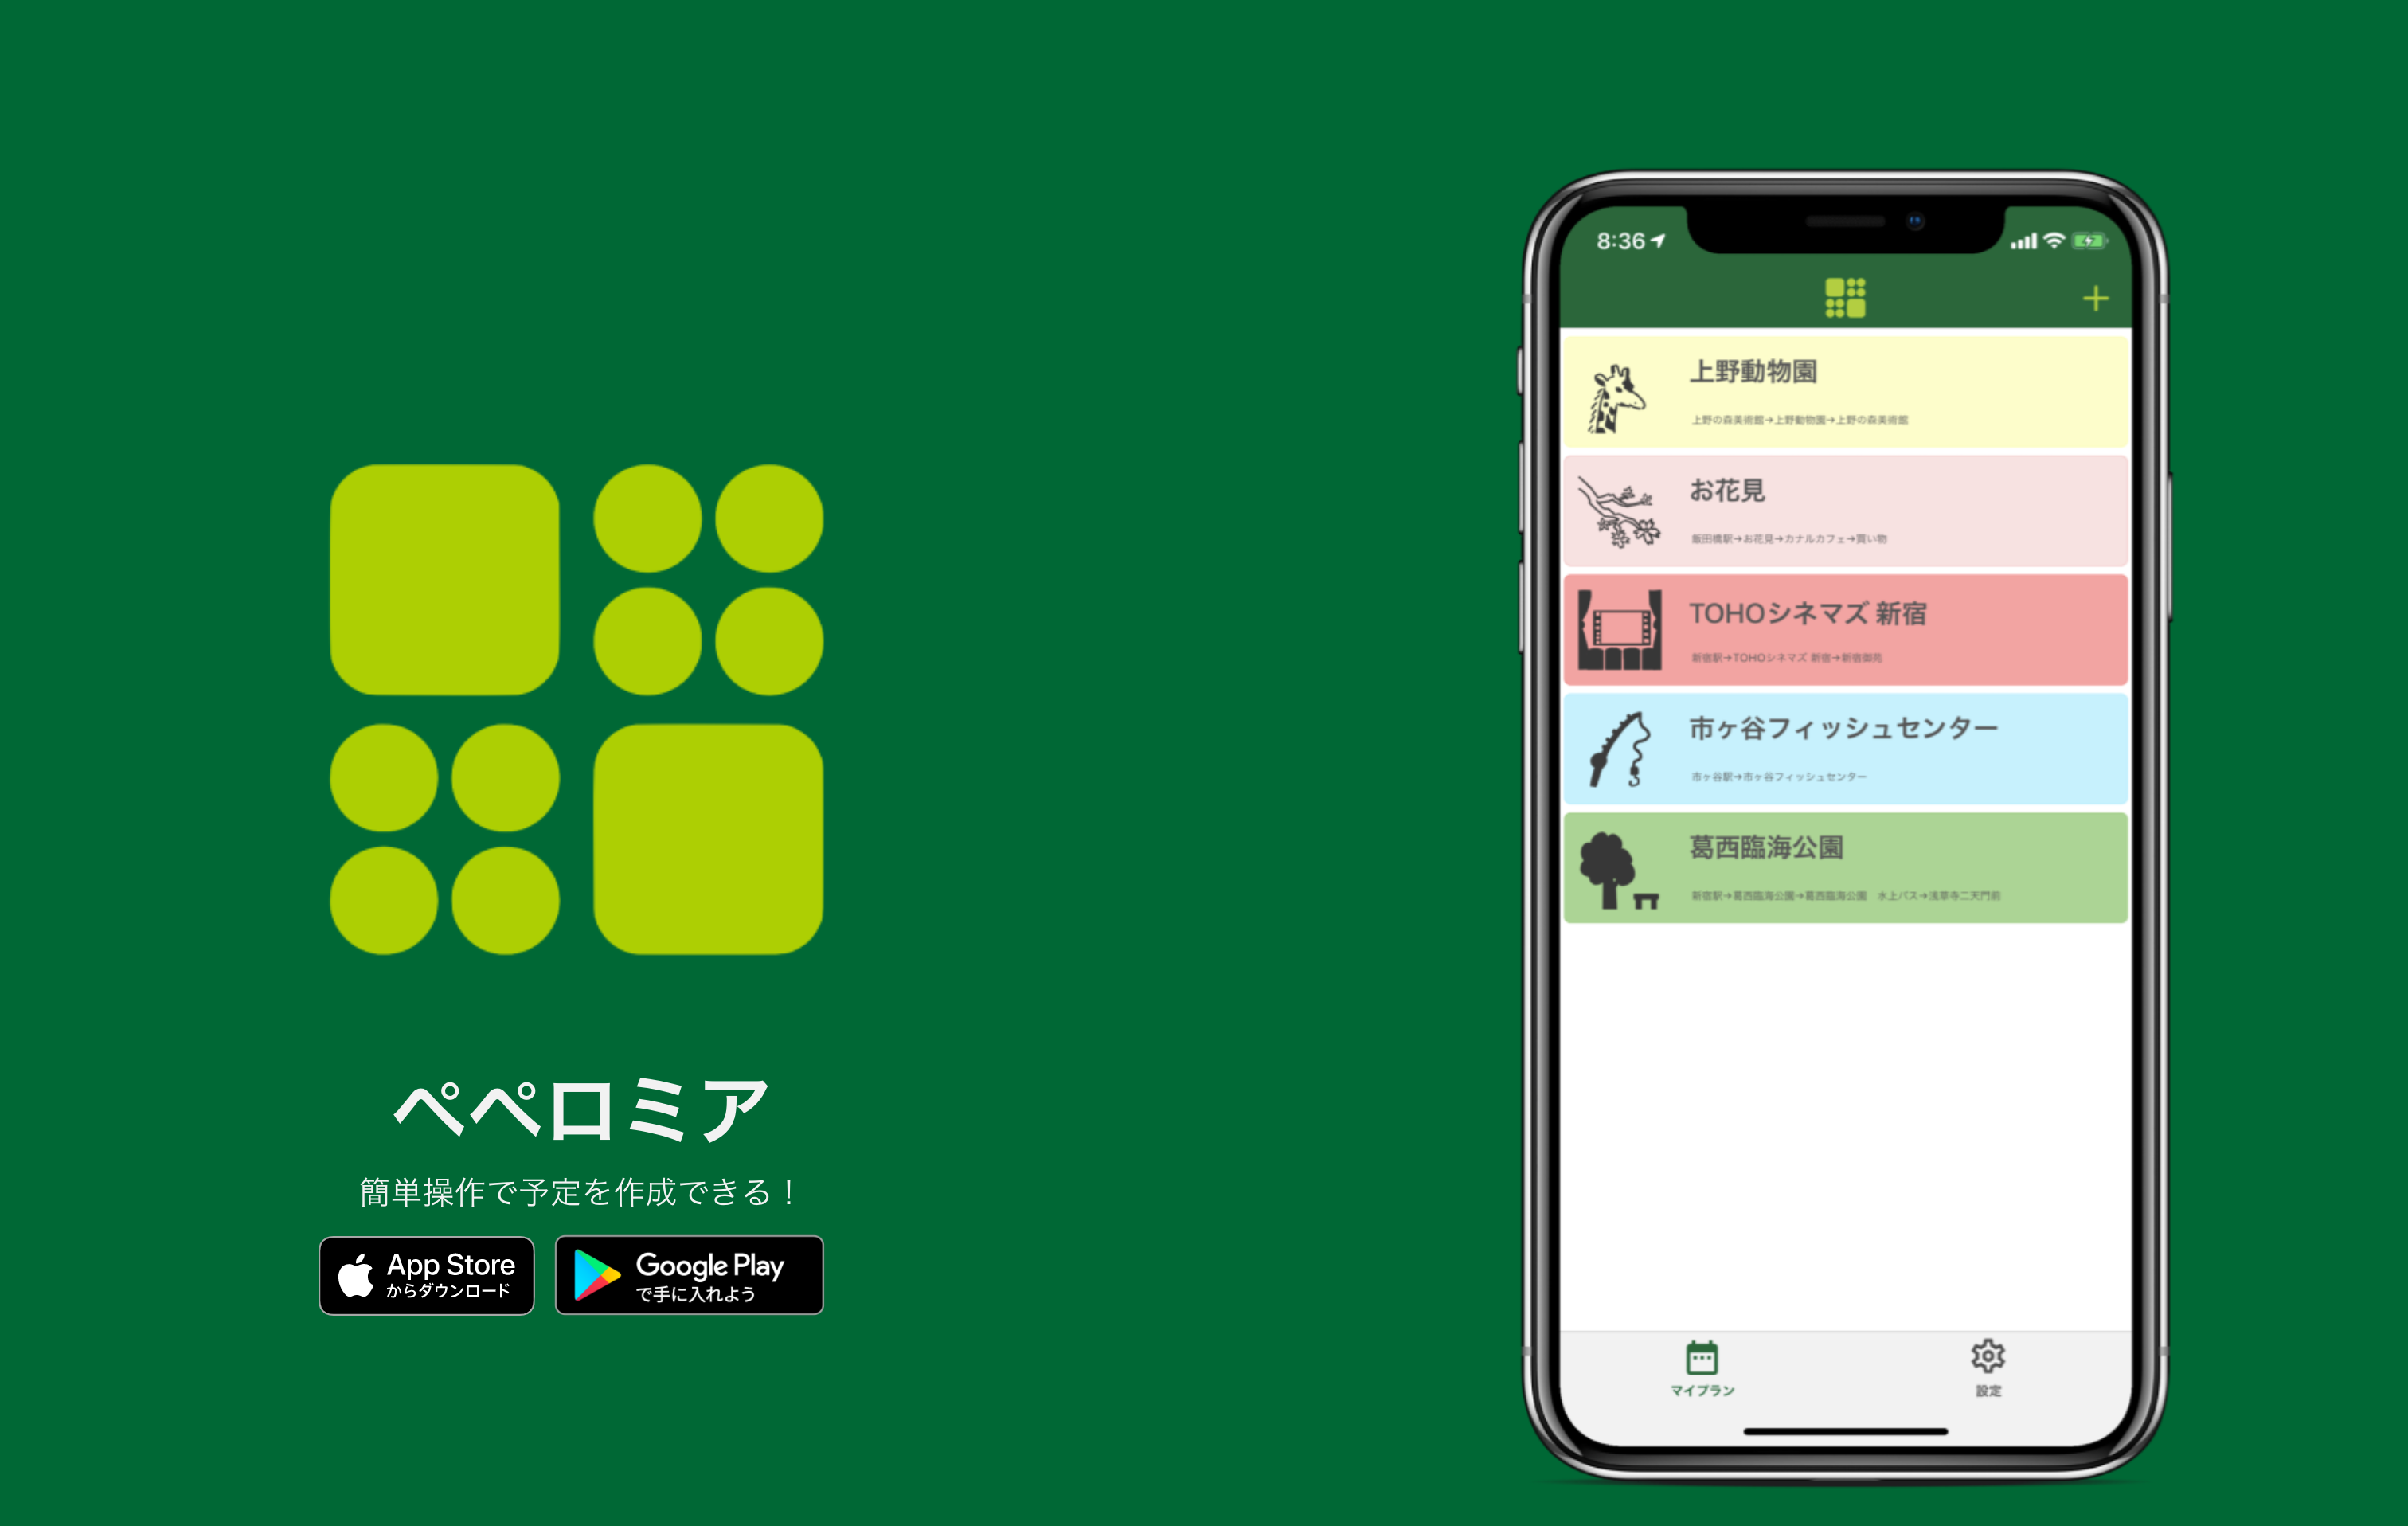 ペペロミア
簡単操作で予定を作成できる！
App Store
からダウンロード
Google Play
で手に入れよう
8:36
上野動物園
上野の森美術館→上野動物園→上野の森美術館
お花見
飯田橋駅→お花見→カナルカフェ→買い物
TOHOシネマズ 新宿
新宿駅→TOHOシネマズ 新宿→新宿御苑
市ヶ谷フィッシュセンター
市ヶ谷駅→市ヶ谷フィッシュセンター
葛西臨海公園
新宿駅→葛西臨海公園→葛西臨海公園　水上バス→浅草寺二天門前
マイプラン
設定